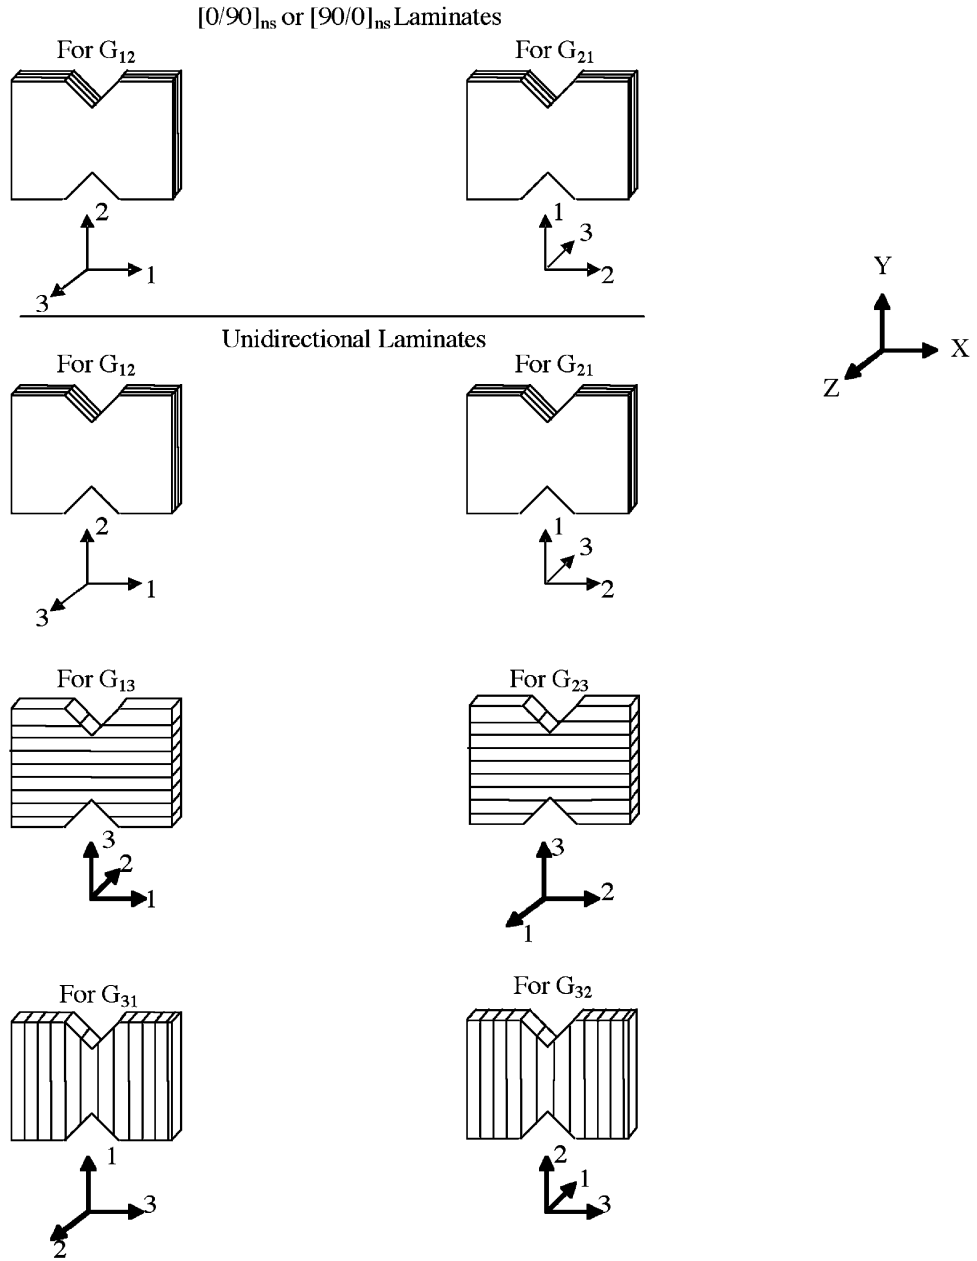 [0/90]ns or [90/0]ns Laminates
For G12
For G21
2
1
3
1
3
2
Y
X
Z
Unidirectional Laminates
For G12
For G21
2
1
3
1
3
2
For G13
For G23
3
2
1
3
2
1
For G31
For G32
1
3
2
2
1
3